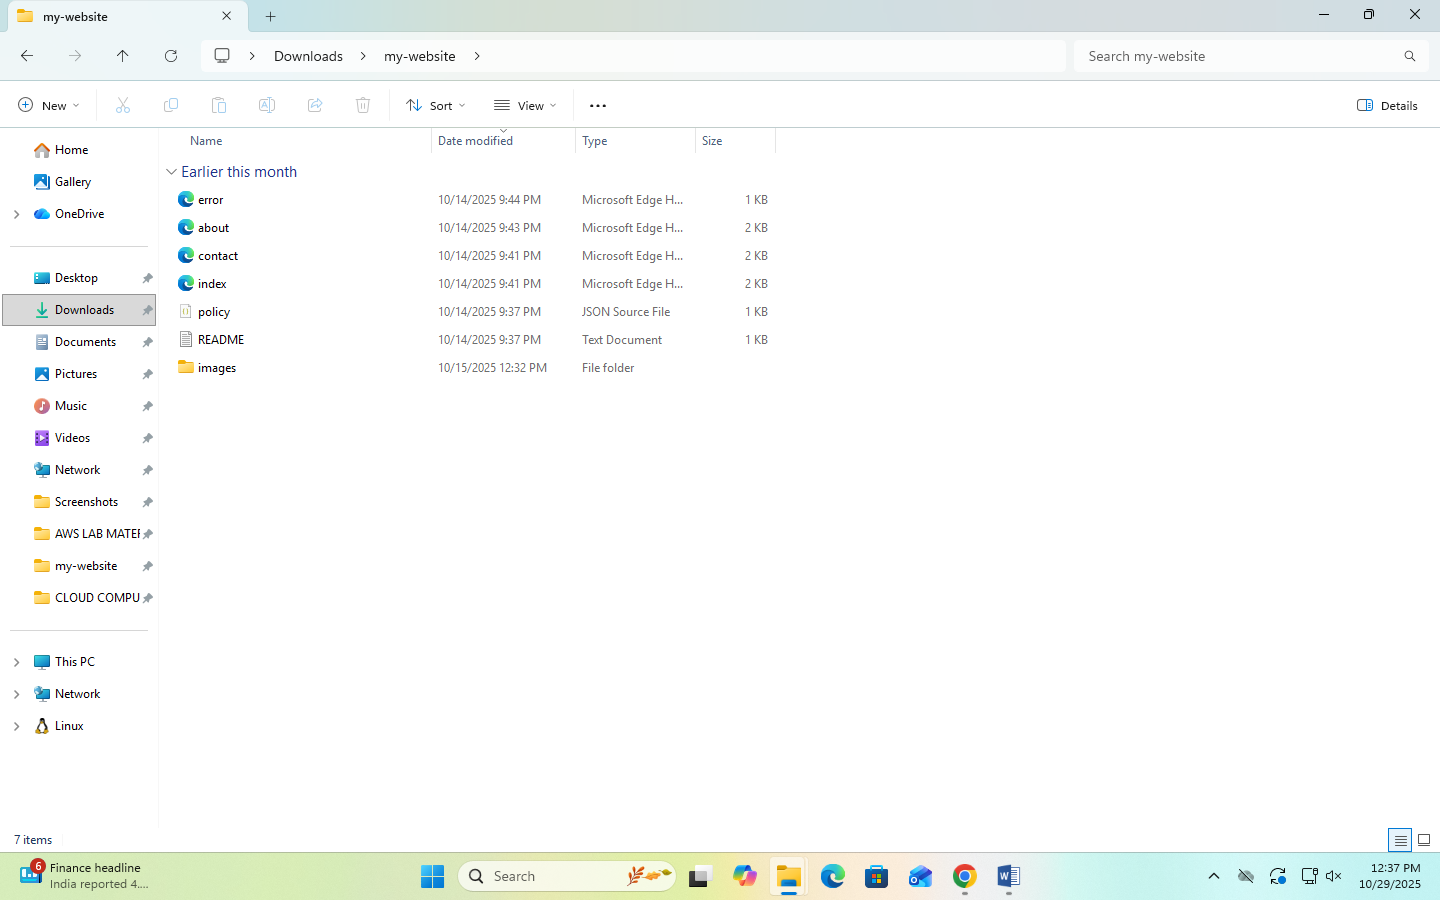 my-website
Downloads
my-website
Search my-website
New
Sort
View
Details
Name
Date modified
Type
Size
Home
Gallery
OneDrive
Desktop
Downloads
Documents
Pictures
Music
Videos
Network
Screenshots
AWS LAB MATE
my-website
CLOUD COMPU
This PC
Network
Linux
Earlier this month
error 10/14/2025 9:44 PM Microsoft Edge H... 1 KB
about 10/14/2025 9:43 PM Microsoft Edge H... 2 KB
contact 10/14/2025 9:41 PM Microsoft Edge H... 2 KB
index 10/14/2025 9:41 PM Microsoft Edge H... 2 KB
policy 10/14/2025 9:37 PM JSON Source File 1 KB
README 10/14/2025 9:37 PM Text Document 1 KB
images 10/15/2025 12:32 PM File folder
7 items
6
Finance headline
India reported 4....
Search
12:37 PM
10/29/2025